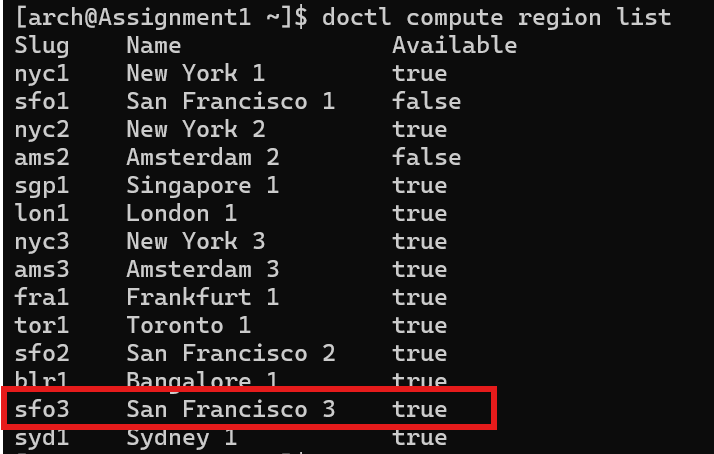 [arch@Assignment1 ~]$ doctl compute region list
Slug    Name               Available
nyc1    New York 1         true
sfo1    San Francisco 1    false
nyc2    New York 2         true
ams2    Amsterdam 2        false
sgp1    Singapore 1        true
lon1    London 1           true
nyc3    New York 3         true
ams3    Amsterdam 3        true
fra1    Frankfurt 1        true
tor1    Toronto 1          true
sfo2    San Francisco 2    true
blr1    Bangalore 1        true
sfo3    San Francisco 3    true
syd1    Sydney 1           true